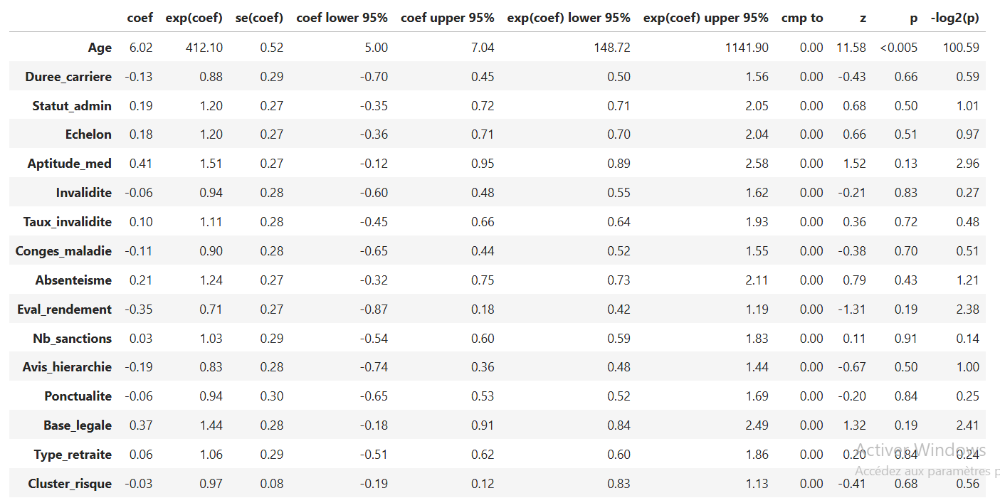 coef exp(coef) se(coef) coef lower 95% coef upper 95% exp(coef) lower 95% exp(coef) upper 95% cmp to z p -log2(p)
Age 6.02 412.10 0.52 5.00 7.04 148.72 1141.90 0.00 11.58 <0.005 100.59
Duree_carriere -0.13 0.88 0.29 -0.70 0.45 0.50 1.56 0.00 -0.43 0.66 0.59
Statut_admin 0.19 1.20 0.27 -0.35 0.72 0.71 2.05 0.00 0.68 0.50 1.01
Echelon 0.18 1.20 0.27 -0.36 0.71 0.70 2.04 0.00 0.66 0.51 0.97
Aptitude_med 0.41 1.51 0.27 -0.12 0.95 0.89 2.58 0.00 1.52 0.13 2.96
Invalidite -0.06 0.94 0.28 -0.60 0.48 0.55 1.62 0.00 -0.21 0.83 0.27
Taux_invalidite 0.10 1.11 0.28 -0.45 0.66 0.64 1.93 0.00 0.36 0.72 0.48
Conges_maladie -0.11 0.90 0.28 -0.65 0.44 0.52 1.55 0.00 -0.38 0.70 0.51
Absenteisme 0.21 1.24 0.27 -0.32 0.75 0.73 2.11 0.00 0.79 0.43 1.21
Eval_rendement -0.35 0.71 0.27 -0.87 0.18 0.42 1.19 0.00 -1.31 0.19 2.38
Nb_sanctions 0.03 1.03 0.29 -0.54 0.60 0.59 1.83 0.00 0.11 0.91 0.14
Avis_hierarchie -0.19 0.83 0.28 -0.74 0.36 0.48 1.44 0.00 -0.67 0.50 1.00
Ponctualite -0.06 0.94 0.30 -0.65 0.53 0.52 1.69 0.00 -0.20 0.84 0.25
Base_legale 0.37 1.44 0.28 -0.18 0.91 0.84 2.49 0.00 1.32 0.19 2.41
Type_retraite 0.06 1.06 0.29 -0.51 0.62 0.60 1.86 0.00 0.20 0.84 0.24
Activer Windows
Accédez aux paramètres p
Cluster_risque -0.03 0.97 0.08 -0.19 0.12 0.83 1.13 0.00 -0.41 0.68 0.56